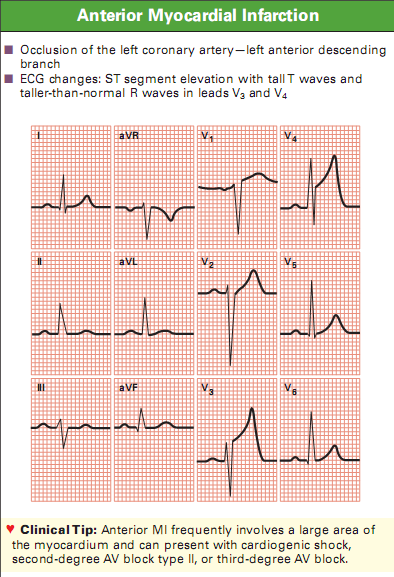 Anterior Myocardial Infarction
Occlusion of the left coronary artery—left anterior descending
branch
ECG changes: ST segment elevation with tall T waves and
taller-than-normal R waves in leads V3 and V4
I
aVR
V1
V4
II
aVL
V2
V5
III
aVF
V3
V6
♥ Clinical Tip: Anterior MI frequently involves a large area of
the myocardium and can present with cardiogenic shock,
second-degree AV block type II, or third-degree AV block.